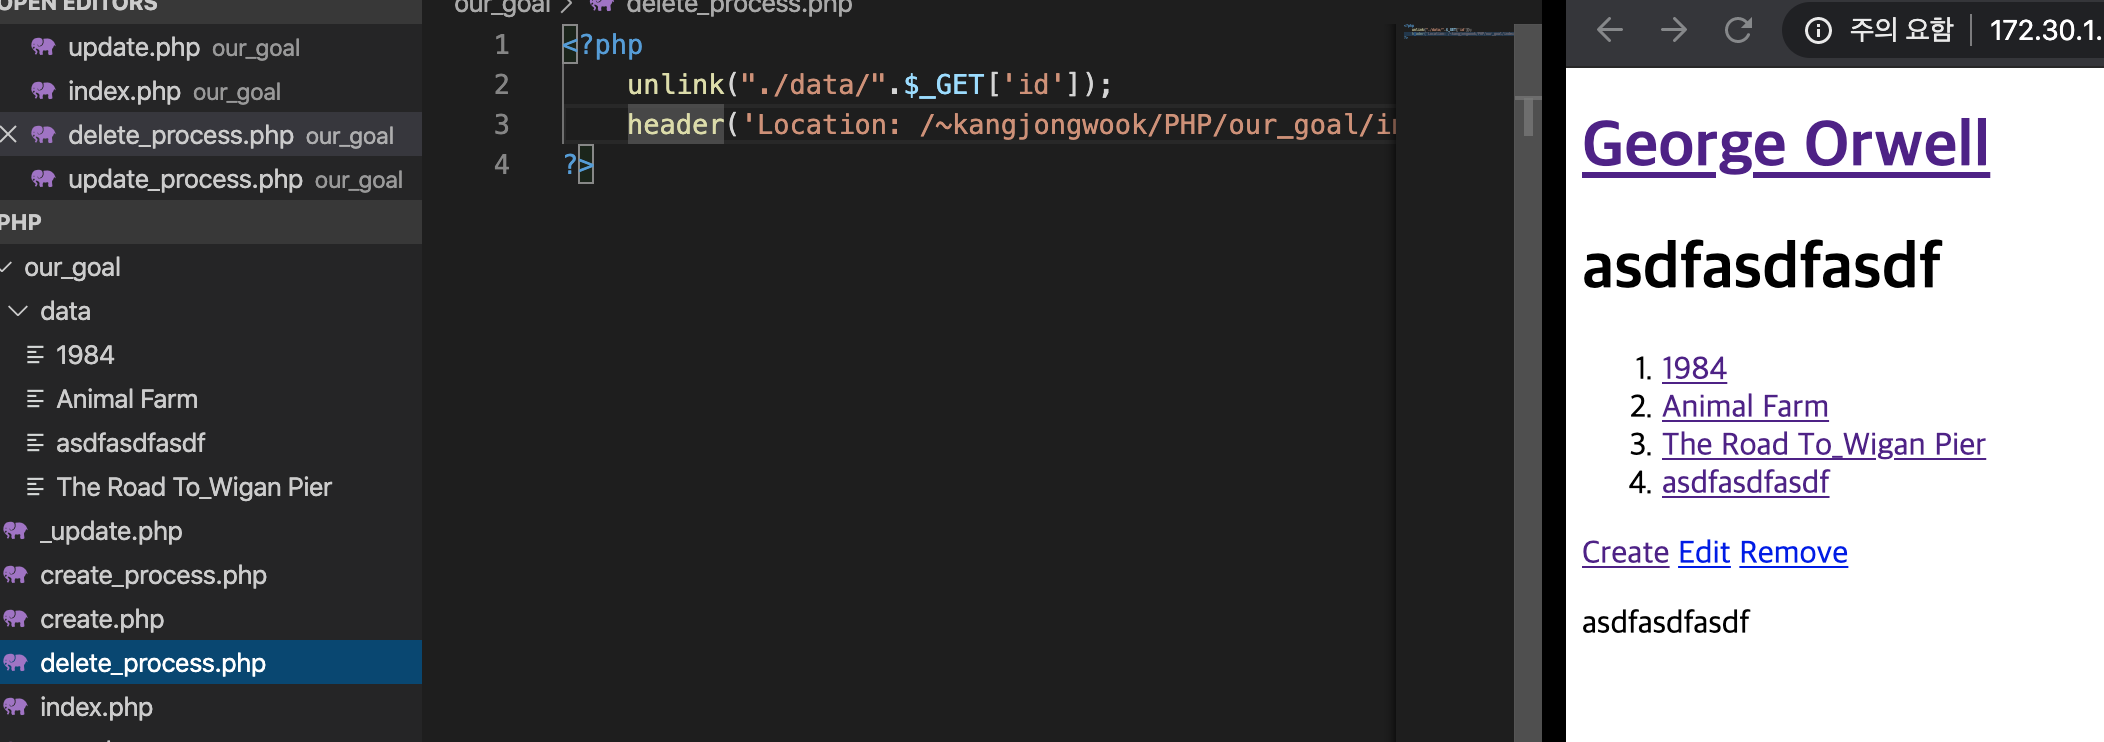 OPEN EDITORS
update.php our_goal
index.php our_goal
delete_process.php our_goal
update_process.php our_goal
PHP
our_goal
data
1984
Animal Farm
asdfasdfasdf
The Road To_Wigan Pier
_update.php
create_process.php
create.php
delete_process.php
index.php
our_goal > delete_process.php
1 <?php
2 unlink("./data/".$_GET['id']);
3 header('Location: /~kangjongwook/PHP/our_goal/in
4 ?>
주의 요함 172.30.1.
George Orwell
asdfasdfasdf
1. 1984
2. Animal Farm
3. The Road To_Wigan Pier
4. asdfasdfasdf
Create Edit Remove
asdfasdfasdf